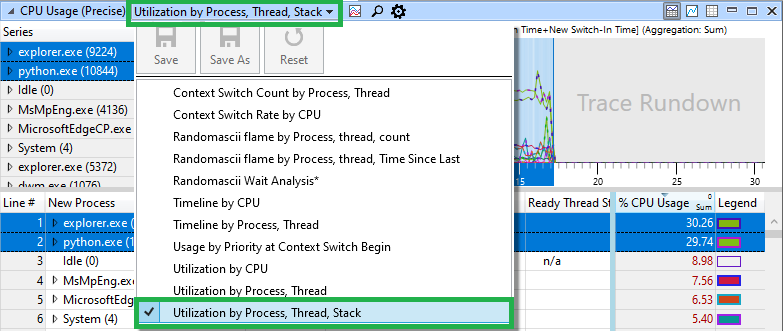 CPU Usage (Precise) Utilization by Process, Thread, Stack
Series
explorer.exe (9224)
python.exe (10844)
Idle (0)
MsMpEng.exe (4136)
MicrosoftEdgeCP.exe
System (4)
explorer.exe (5372)
dwm.exe (1076)
Save
Save As
Reset
Context Switch Count by Process, Thread
Context Switch Rate by CPU
Randomascii flame by Process, thread, count
Randomascii flame by Process, thread, Time Since Last
Randomascii Wait Analysis*
Timeline by CPU
Timeline by Process, Thread
Usage by Priority at Context Switch Begin
Utilization by CPU
Utilization by Process, Thread
Utilization by Process, Thread, Stack
Time+New Switch-In Time] (Aggregation: Sum)
Trace Rundown
15 20 25 30
Line # New Process Ready Thread St % CPU Usage Sum Legend
1 explorer.exe (9 30.26
2 python.exe (1 29.74
3 Idle (0) n/a 8.98
4 MsMpEng.exe 7.56
5 MicrosoftEdge 6.53
6 System (4) 5.40